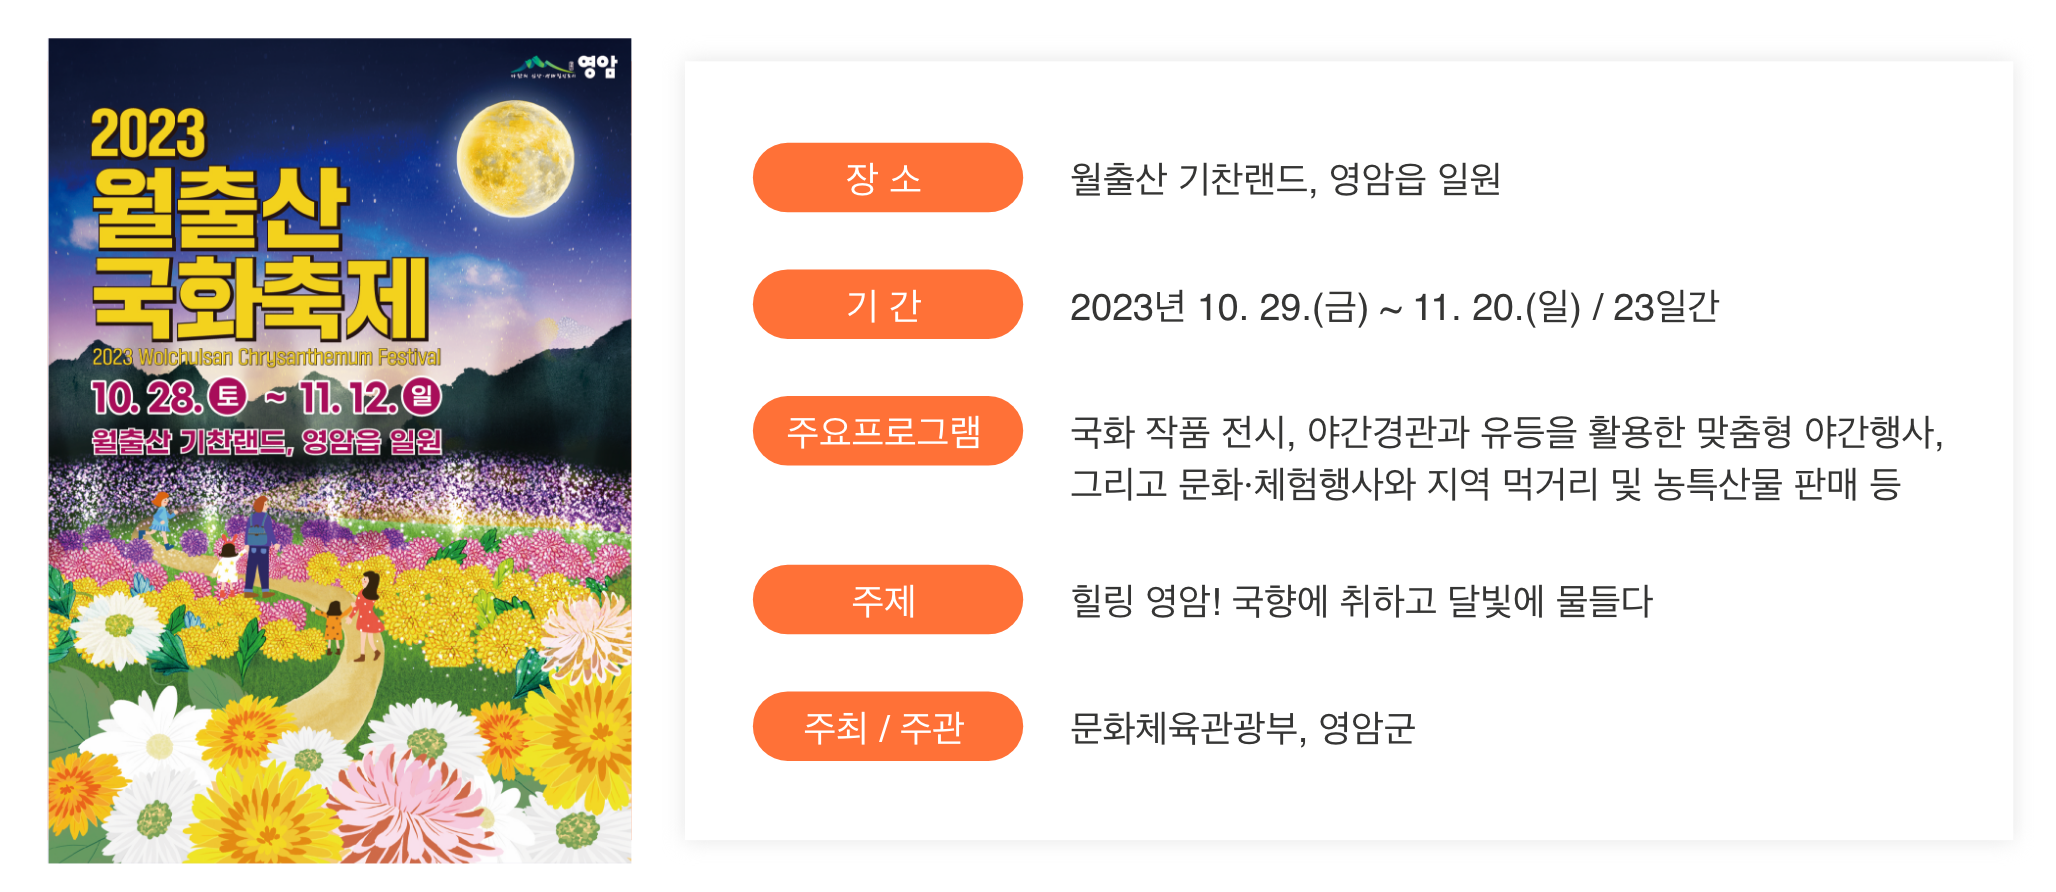 영암
2023
월출산
국화축제
2023 Wolchulsan Chrysanthemum Festival
10. 28. 토 ~ 11. 12. 일
월출산 기찬랜드, 영암읍 일원
장 소
월출산 기찬랜드, 영암읍 일원
기 간
2023년 10. 29.(금) ~ 11. 20.(일) / 23일간
주요프로그램
국화 작품 전시, 야간경관과 유등을 활용한 맞춤형 야간행사,
그리고 문화·체험행사와 지역 먹거리 및 농특산물 판매 등
주제
힐링 영암! 국향에 취하고 달빛에 물들다
주최 / 주관
문화체육관광부, 영암군